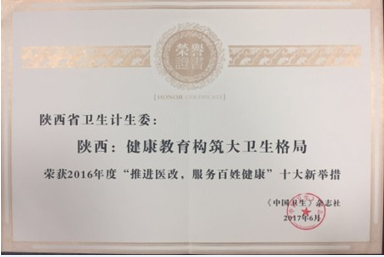 荣誉
证书
[HONOR CERTIFICATE]
陕西省卫生计生委：
陕西：健康教育构筑大卫生格局
荣获2016年度“推进医改，服务百姓健康”十大新举措
《中国卫生》杂志社
2017年6月